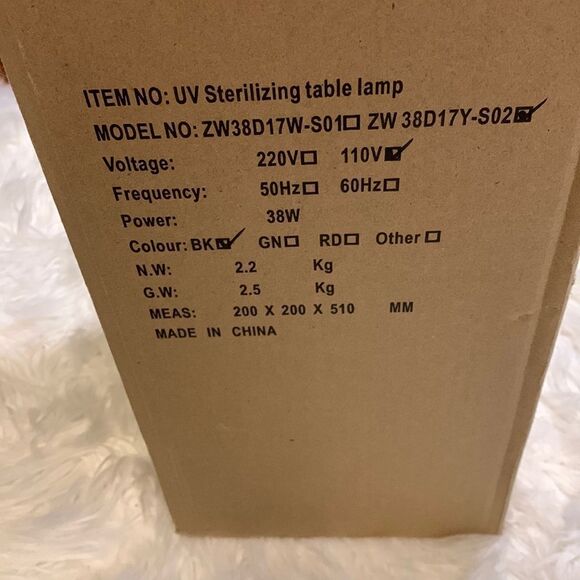 ITEM NO: UV Sterilizing table lamp
MODEL NO: ZW38D17W-S01☐ ZW 38D17Y-S02☑
Voltage: 220V☐ 110V☑
Frequency: 50Hz☐ 60Hz☐
Power: 38W
Colour: BK☑ GN☐ RD☐ Other☐
N.W: 2.2 Kg
G.W: 2.5 Kg
MEAS: 200 X 200 X 510 MM
MADE IN CHINA